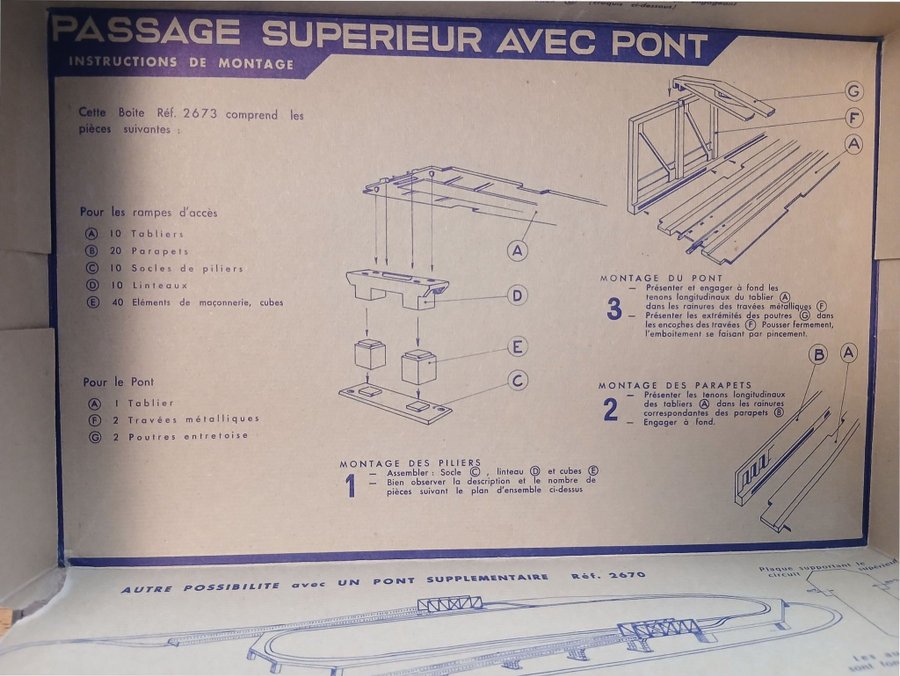 (croquis ci-dessous)
PASSAGE SUPERIEUR AVEC PONT
INSTRUCTIONS DE MONTAGE
Cette Boite Réf. 2673 comprend les
pièces suivantes :
Pour les rampes d'accès
A 10 Tabliers
B 20 Parapets
C 10 Socles de piliers
D 10 Linteaux
E 40 Eléments de maçonnerie, cubes
Pour le Pont
A 1 Tablier
F 2 Travées métalliques
G 2 Poutres entretoise
A
D
E
C
MONTAGE DES PILIERS
1
— Assembler : Socle C , linteau D et cubes E
— Bien observer la description et le nombre de
pièces suivant le plan d'ensemble ci-dessus
G
F
A
MONTAGE DU PONT
3
— Présenter et engager à fond les
tenons longitudinaux du tablier A
dans les rainures des travées métalliques F
— Présenter les extrémités des poutres G dans
les encoches des travées F Pousser fermement,
l'emboitement se faisant par pincement.
B A
MONTAGE DES PARAPETS
2
— Présenter les tenons longitudinaux
des tabliers A dans les rainures
correspondantes des parapets B
— Engager à fond.
AUTRE POSSIBILITE avec UN PONT SUPPLEMENTAIRE Réf. 2670
Plaque supportant le
circuit supérieur